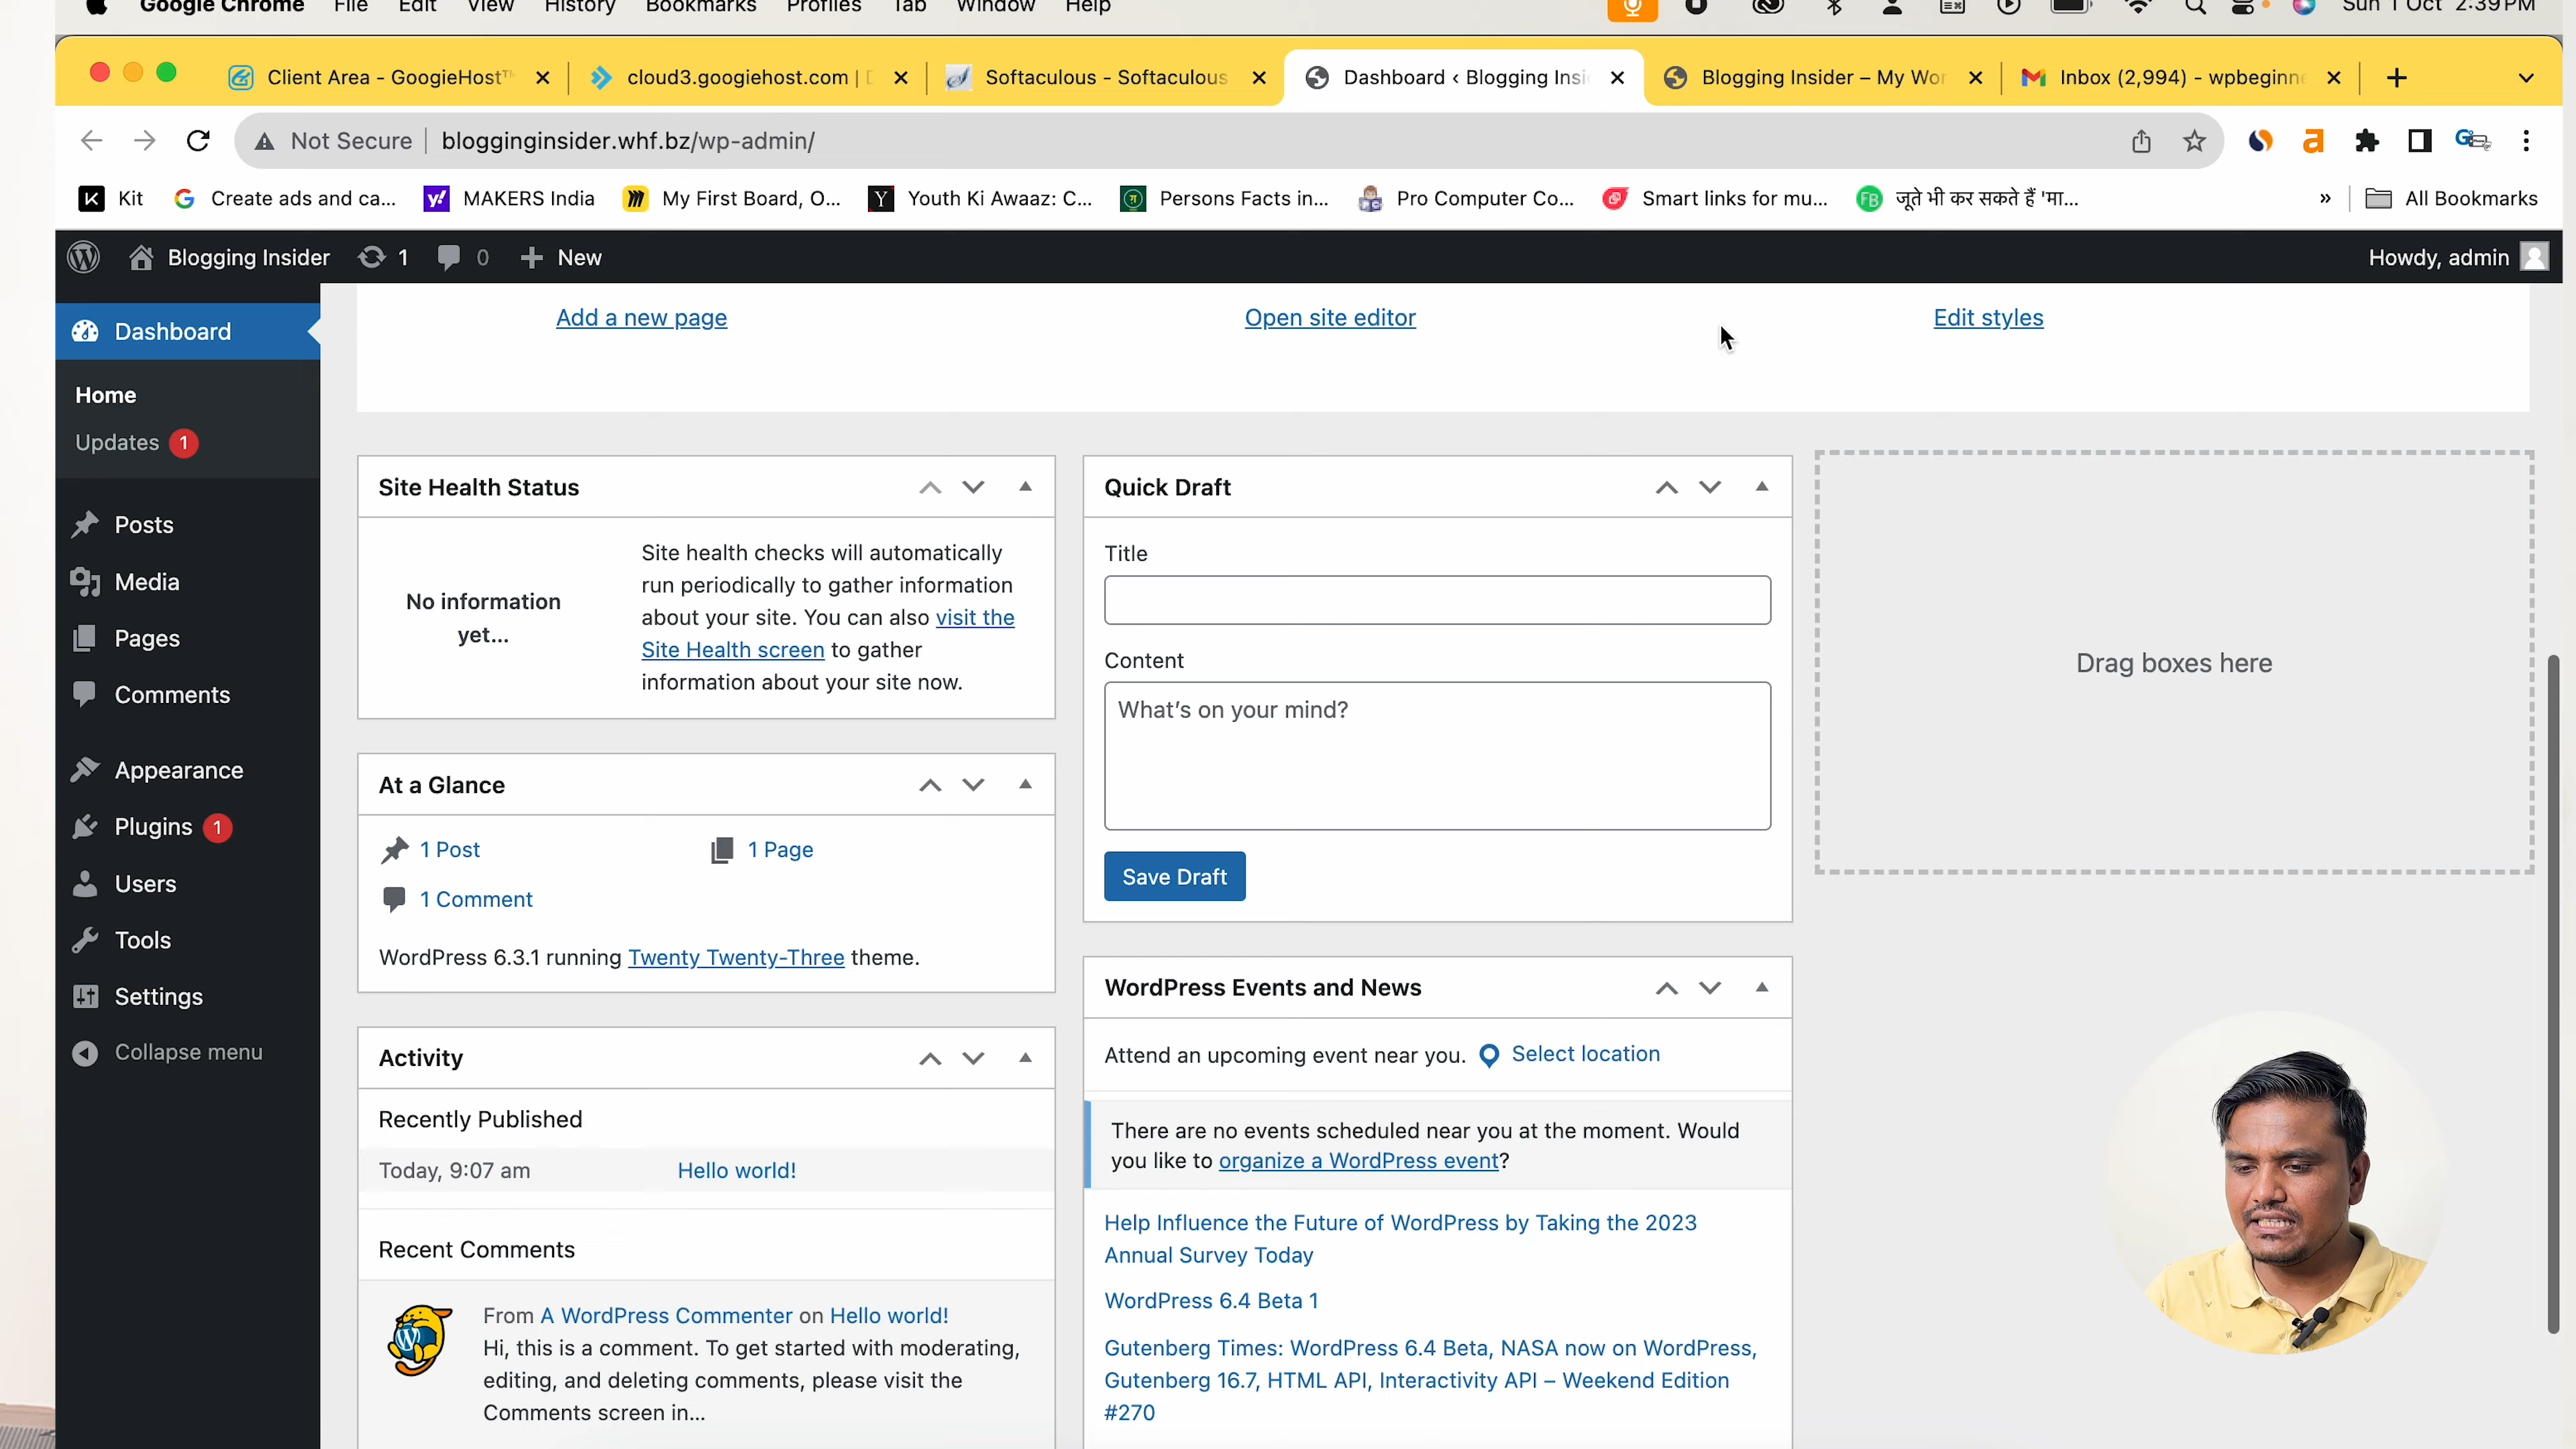 Google Chrome File Edit View History Bookmarks Profiles Tab Window Help Sun 1 Oct 2:39 PM
Client Area - GoogieHost™ cloud3.googiehost.com | Softaculous - Softaculous Dashboard ‹ Blogging Insi Blogging Insider – My Wor Inbox (2,994) - wpbeginne
Not Secure blogginginsider.whf.bz/wp-admin/
Kit Create ads and ca... MAKERS India My First Board, O... Youth Ki Awaaz: C... Persons Facts in... Pro Computer Co... Smart links for mu... जूते भी कर सकते हैं 'मा... » All Bookmarks
Blogging Insider 1 0 New Howdy, admin
Dashboard
Home
Updates 1
Posts
Media
Pages
Comments
Appearance
Plugins 1
Users
Tools
Settings
Collapse menu
Add a new page Open site editor Edit styles
Site Health Status
No information
yet...
Site health checks will automatically
run periodically to gather information
about your site. You can also visit the
Site Health screen to gather
information about your site now.
At a Glance
1 Post 1 Page
1 Comment
WordPress 6.3.1 running Twenty Twenty-Three theme.
Activity
Recently Published
Today, 9:07 am Hello world!
Recent Comments
From A WordPress Commenter on Hello world!
Hi, this is a comment. To get started with moderating,
editing, and deleting comments, please visit the
Comments screen in...
Quick Draft
Title
Content
What's on your mind?
Save Draft
WordPress Events and News
Attend an upcoming event near you. Select location
There are no events scheduled near you at the moment. Would
you like to organize a WordPress event?
Help Influence the Future of WordPress by Taking the 2023
Annual Survey Today
WordPress 6.4 Beta 1
Gutenberg Times: WordPress 6.4 Beta, NASA now on WordPress,
Gutenberg 16.7, HTML API, Interactivity API – Weekend Edition
#270
Drag boxes here